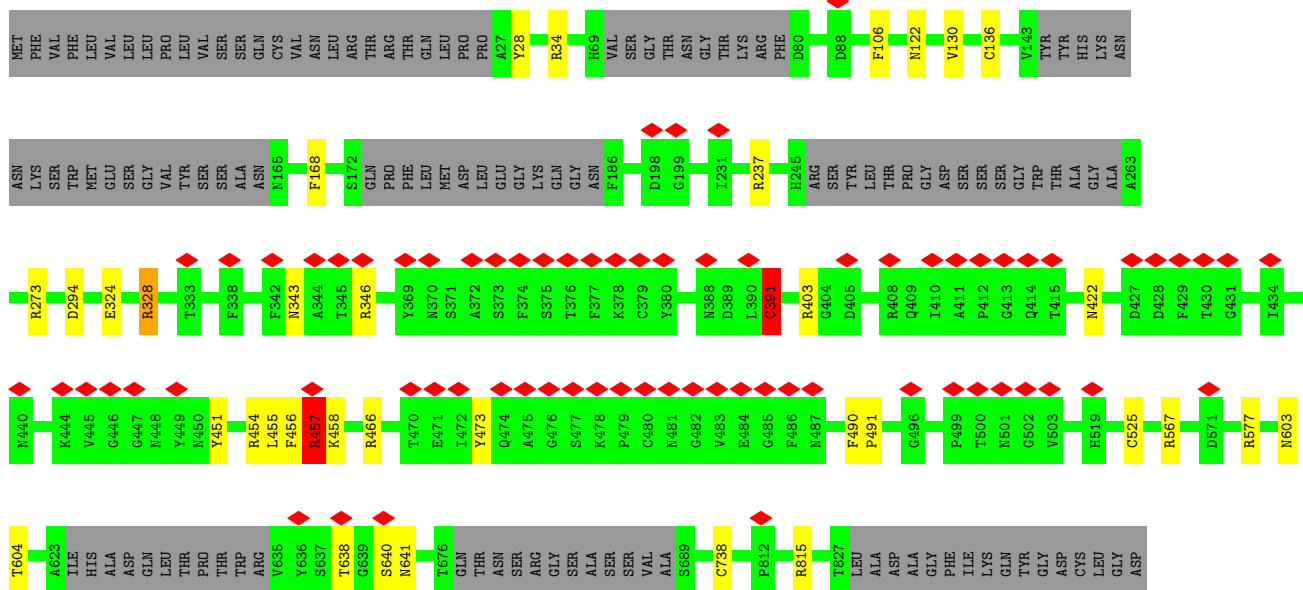 MET PHE VAL PHE LEU VAL LEU LEU PRO LEU VAL SER SER GLN CYS VAL ASN LEU ARG THR ARG THR GLN LEU PRO PRO A27 Y28 R34 H69 VAL SER GLY THR ASN GLY THR LYS ARG PHE D80 D88 F106 N122 V130 C136 V143 TYR TYR HIS LYS ASN
ASN LYS SER TRP MET GLU SER GLY VAL TYR SER SER ALA ASN N165 F168 S172 GLN PRO PHE LEU MET ASP LEU GLU GLY LYS GLN GLY ASN F186 D198 G199 I231 R237 H245 ARG SER TYR LEU THR PRO GLY ASP SER SER SER GLY TRP THR ALA GLY ALA A263
R273 D294 E324 R328 T333 F338 F342 N343 A344 T345 R346 Y369 N370 S371 A372 S373 F374 S375 T376 F377 K378 C379 Y380 N388 D389 L390 C391 R403 G404 D405 R408 Q409 I410 A411 P412 G413 Q414 T415 N422 D427 D428 F429 T430 G431 I434
N440 K444 V445 G446 G447 N448 Y449 N450 Y451 R454 L455 F456 R457 K458 R466 T470 E471 I472 Y473 Q474 A475 G476 S477 K478 P479 C480 N481 G482 V483 E484 G485 F486 N487 F490 P491 G496 P499 T500 N501 G502 V503 H519 C525 R567 D571 R577 N603
T604 A623 ILE HIS ALA ASP GLN LEU THR PRO THR TRP ARG V635 Y636 S637 T638 G639 S640 N641 T676 GLN THR ASN SER ARG GLY SER ALA SER SER VAL ALA S689 C738 P812 R815 T827 LEU ALA ASP ALA GLY PHE ILE LYS GLN TYR GLY ASP CYS LEU GLY ASP